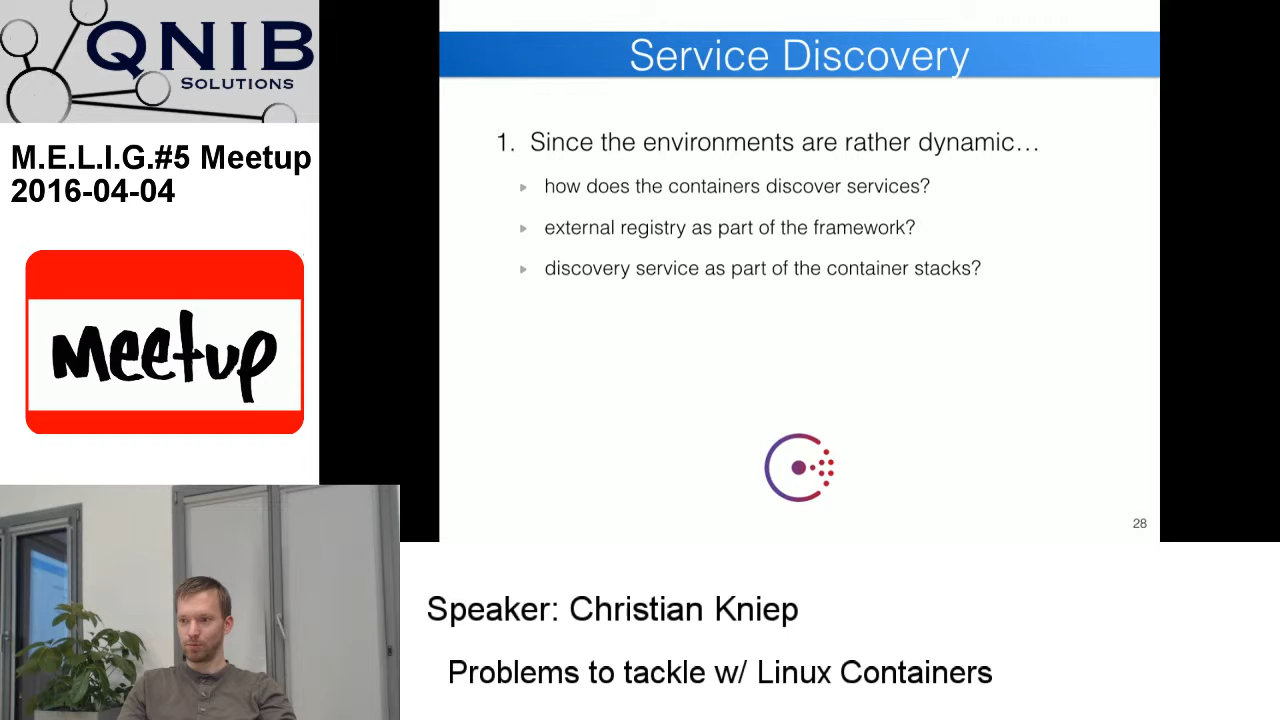 QNIB
SOLUTIONS
M.E.L.I.G.#5 Meetup
2016-04-04
meetup
Service Discovery
1. Since the environments are rather dynamic…
how does the containers discover services?
external registry as part of the framework?
discovery service as part of the container stacks?
28
Speaker: Christian Kniep
Problems to tackle w/ Linux Containers